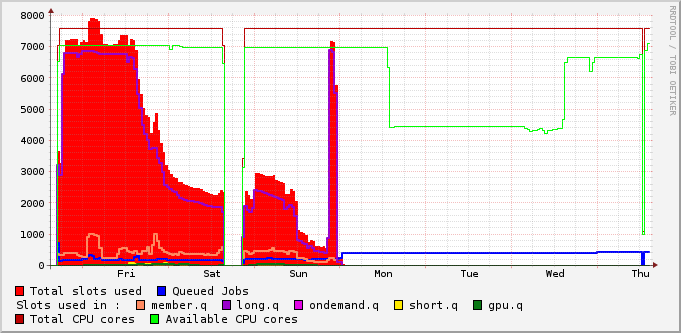 8000
7000
6000
5000
4000
3000
2000
1000
0
Fri Sat Sun Mon Tue Wed Thu
Total slots used Queued Jobs
Slots used in : member.q long.q ondemand.q short.q gpu.q
Total CPU cores Available CPU cores
RRDTOOL / TOBI OETIKER